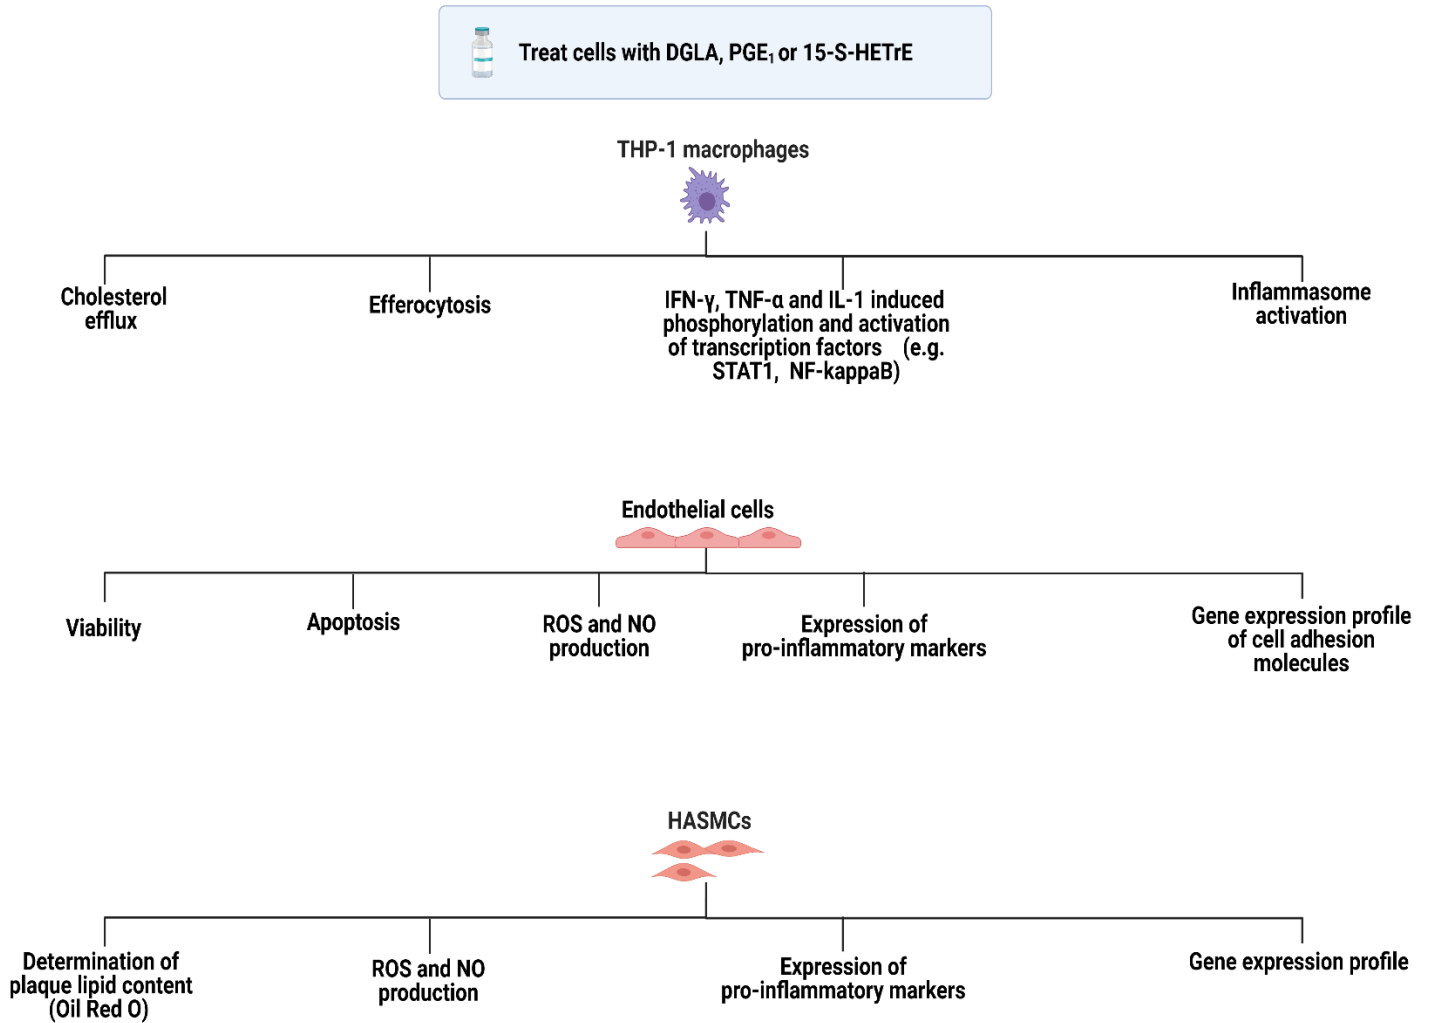 Treat cells with DGLA, PGE₁ or 15-S-HETrE
THP-1 macrophages
Cholesterol
efflux
Efferocytosis
IFN-γ, TNF-α and IL-1 induced
phosphorylation and activation
of transcription factors (e.g.
STAT1, NF-kappaB)
Inflammasome
activation
Endothelial cells
Viability
Apoptosis
ROS and NO
production
Expression of
pro-inflammatory markers
Gene expression profile
of cell adhesion
molecules
HASMCs
Determination of
plaque lipid content
(Oil Red O)
ROS and NO
production
Expression of
pro-inflammatory markers
Gene expression profile